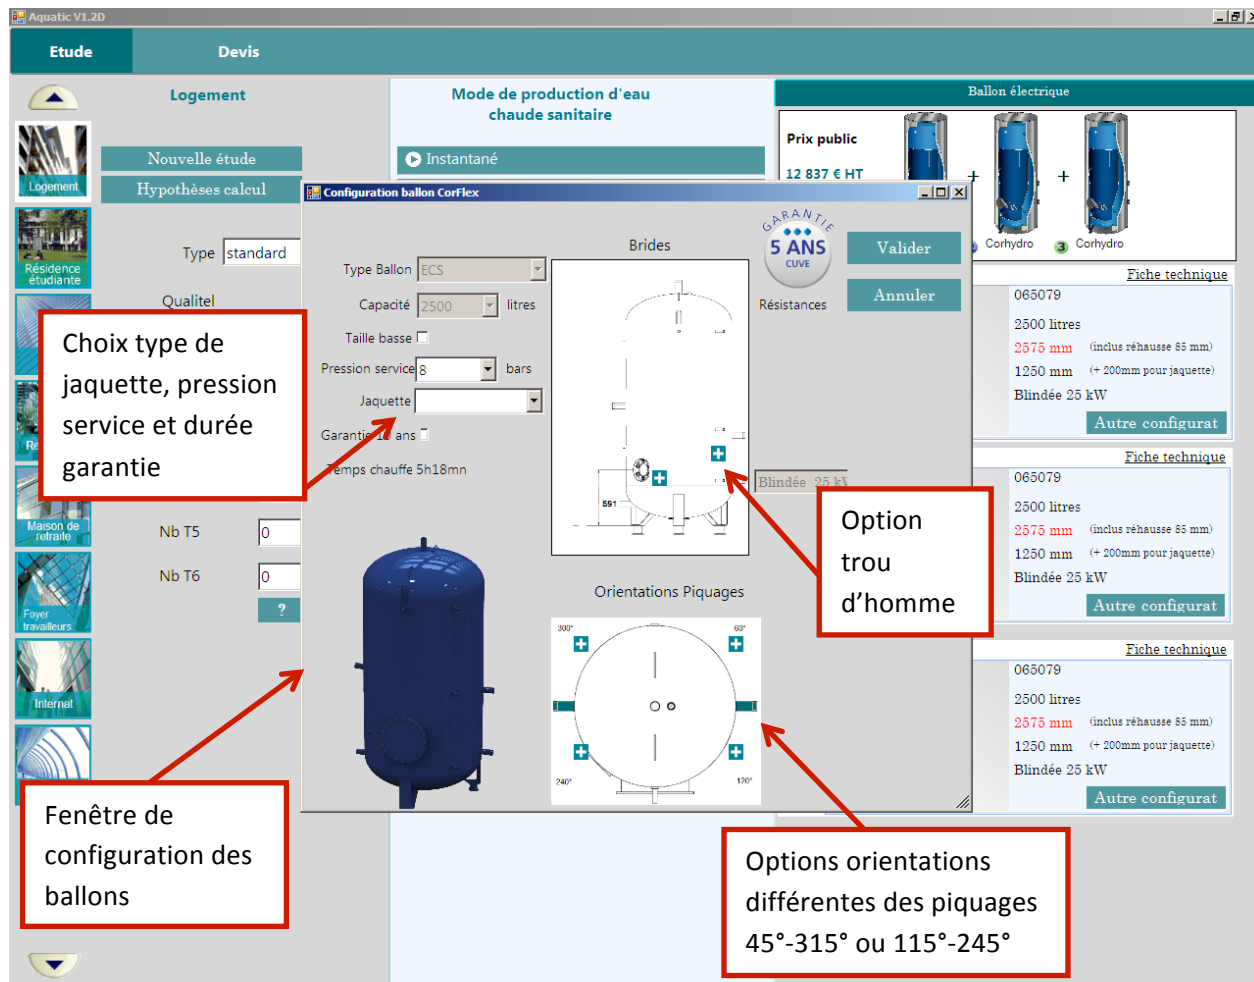 Aquatic V1.2D
Etude
Devis
Logement
Logement
Résidence
étudiante
Maison de
retraite
Foyer
travailleurs
Internat
Nouvelle étude
Hypothèses calcul
Type standard
Qualitel
Nb T5 0
Nb T6 0
?
Mode de production d'eau
chaude sanitaire
Instantané
Ballon électrique
Prix public
12 837 € HT
+
+
Corhydro
3 Corhydro
Configuration ballon CorFlex
Type Ballon ECS
Capacité 2500 litres
Taille basse
Pression service 8 bars
Jaquette
Garantie 10 ans
Temps chauffe 5h18mn
Brides
591
GARANTIE
5 ANS
CUVE
Résistances
Valider
Annuler
Blindée 25 kW
Orientations Piquages
300°
60°
240°
120°
Fiche technique
065079
2500 litres
2575 mm (inclus réhausse 85 mm)
1250 mm (+ 200mm pour jaquette)
Blindée 25 kW
Autre configurat
Fiche technique
065079
2500 litres
2575 mm (inclus réhausse 85 mm)
1250 mm (+ 200mm pour jaquette)
Blindée 25 kW
Autre configurat
Fiche technique
065079
2500 litres
2575 mm (inclus réhausse 85 mm)
1250 mm (+ 200mm pour jaquette)
Blindée 25 kW
Autre configurat
Choix type de
jaquette, pression
service et durée
garantie
Option
trou
d’homme
Fenêtre de
configuration des
ballons
Options orientations
différentes des piquages
45°-315° ou 115°-245°